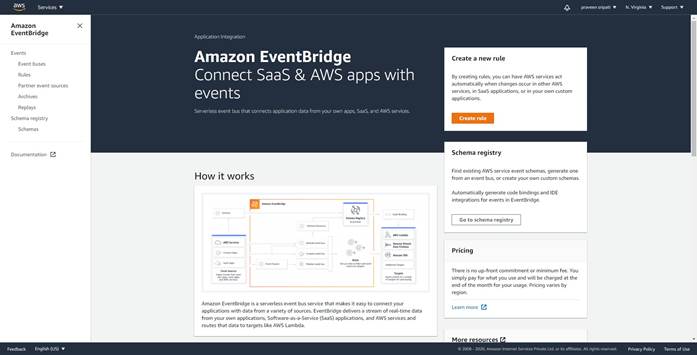 aws
Services
praveen sripati
N. Virginia
Support
Amazon
EventBridge
Events
Event buses
Rules
Partner event sources
Archives
Replays
Schema registry
Schemas
Documentation
Application Integration
Amazon EventBridge
Connect SaaS & AWS apps with
events
Serverless event bus that connects application data from your own apps, SaaS, and AWS services.
Create a new rule
By creating rules, you can have AWS services act
automatically when changes occur in other AWS
services, in SaaS applications, or in your own custom
applications.
Create rule
Schema registry
Find existing AWS service event schemas, generate one
from an event bus, or create your own custom schemas.
Automatically generate code bindings and IDE
integrations for events in EventBridge.
Go to schema registry
Pricing
There is no up-front commitment or minimum fee. You
simply pay for what you use and will be charged at the
end of the month for your usage. Pricing varies by
region.
Learn more
More resources
How it works
Amazon EventBridge
AWS Services
Schema Registry
AWS Lambda
Targets
Amazon EventBridge is a serverless event bus service that makes it easy to connect your
applications with data from a variety of sources. EventBridge delivers a stream of real-time data
from your own applications, Software-as-a-Service (SaaS) applications, and AWS services and
routes that data to targets like AWS Lambda.
Feedback
English (US)
© 2008 - 2020, Amazon Internet Services Private Ltd. or its affiliates. All rights reserved.
Privacy Policy
Terms of Use